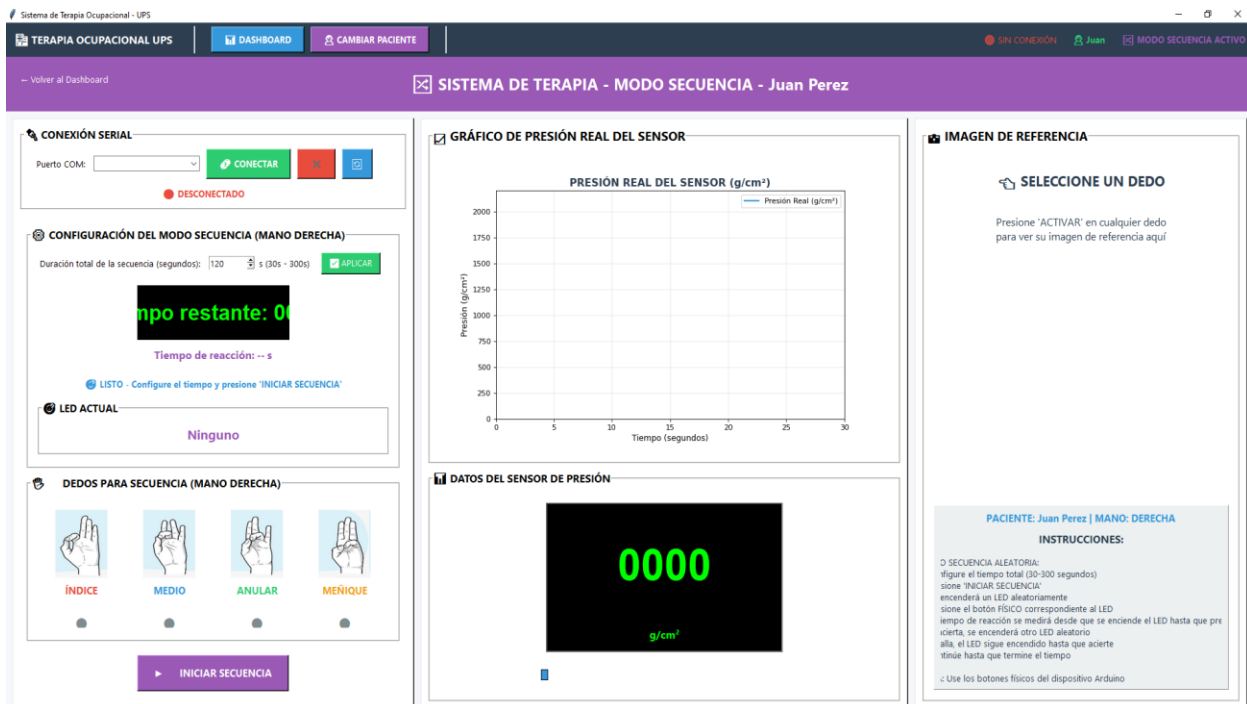 Sistema de Terapia Ocupacional - UPS
TERAPIA OCUPACIONAL UPS
DASHBOARD
CAMBIAR PACIENTE
SIN CONEXIÓN
Juan
MODO SECUENCIA ACTIVO
← Volver al Dashboard
SISTEMA DE TERAPIA - MODO SECUENCIA - Juan Perez
CONEXIÓN SERIAL
Puerto COM:
CONECTAR
DESCONECTADO
CONFIGURACIÓN DEL MODO SECUENCIA (MANO DERECHA)
Duración total de la secuencia (segundos): 120 s (30s - 300s)
APLICAR
mpo restante: 00
Tiempo de reacción: -- s
LISTO - Configure el tiempo y presione 'INICIAR SECUENCIA'
LED ACTUAL
Ninguno
DEDOS PARA SECUENCIA (MANO DERECHA)
ÍNDICE
MEDIO
ANULAR
MEÑIQUE
► INICIAR SECUENCIA
GRÁFICO DE PRESIÓN REAL DEL SENSOR
PRESIÓN REAL DEL SENSOR (g/cm²)
Presión Real (g/cm²)
Presión (g/cm²)
2000
1750
1500
1250
1000
750
500
250
0
0 5 10 15 20 25 30
Tiempo (segundos)
DATOS DEL SENSOR DE PRESIÓN
0000
g/cm²
IMAGEN DE REFERENCIA
SELECCIONE UN DEDO
Presione 'ACTIVAR' en cualquier dedo
para ver su imagen de referencia aquí
PACIENTE: Juan Perez | MANO: DERECHA
INSTRUCCIONES:
O SECUENCIA ALEATORIA:
nfigure el tiempo total (30-300 segundos)
sione 'INICIAR SECUENCIA'
encenderá un LED aleatoriamente
sione el botón FÍSICO correspondiente al LED
iempo de reacción se medirá desde que se enciende el LED hasta que pre
cierta, se encenderá otro LED aleatorio
alla, el LED sigue encendido hasta que acierte
ntinúe hasta que termine el tiempo
: Use los botones físicos del dispositivo Arduino